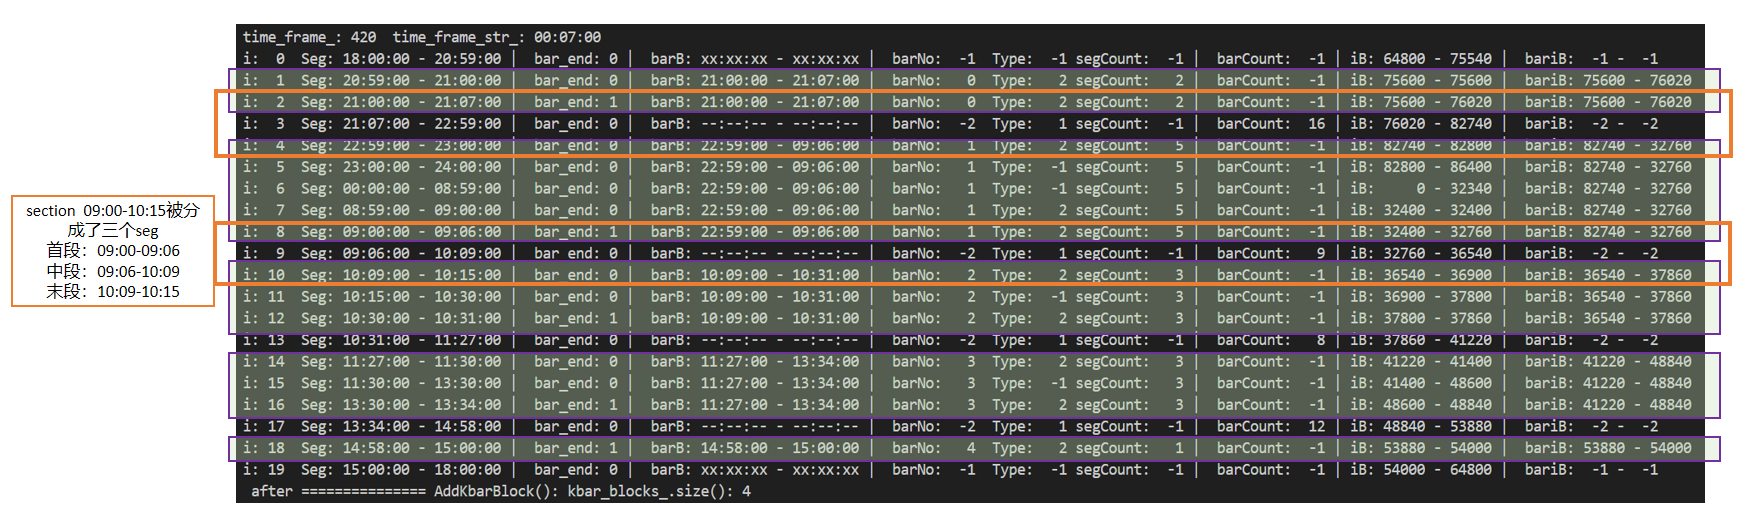 time_frame_: 420  time_frame_str_: 00:07:00
i:  0  Seg: 18:00:00 - 20:59:00 |  bar_end: 0 |  barB: xx:xx:xx - xx:xx:xx |  barNo:  -1  Type:  -1 segCount:  -1 |  barCount:  -1 | iB: 64800 - 75540 |  bariB:  -1 -  -1
i:  1  Seg: 20:59:00 - 21:00:00 |  bar_end: 0 |  barB: 21:00:00 - 21:07:00 |  barNo:   0  Type:   2 segCount:   2 |  barCount:  -1 | iB: 75600 - 75600 |  bariB: 75600 - 76020
i:  2  Seg: 21:00:00 - 21:07:00 |  bar_end: 1 |  barB: 21:00:00 - 21:07:00 |  barNo:   0  Type:   2 segCount:   2 |  barCount:  -1 | iB: 75600 - 76020 |  bariB: 75600 - 76020
i:  3  Seg: 21:07:00 - 22:59:00 |  bar_end: 0 |  barB: --:--:-- - --:--:-- |  barNo:  -2  Type:   1 segCount:  -1 |  barCount:  16 | iB: 76020 - 82740 |  bariB:  -2 -  -2
i:  4  Seg: 22:59:00 - 23:00:00 |  bar_end: 0 |  barB: 22:59:00 - 09:06:00 |  barNo:   1  Type:   2 segCount:   5 |  barCount:  -1 | iB: 82740 - 82800 |  bariB: 82740 - 32760
i:  5  Seg: 23:00:00 - 24:00:00 |  bar_end: 0 |  barB: 22:59:00 - 09:06:00 |  barNo:   1  Type:  -1 segCount:   5 |  barCount:  -1 | iB: 82800 - 86400 |  bariB: 82740 - 32760
i:  6  Seg: 00:00:00 - 08:59:00 |  bar_end: 0 |  barB: 22:59:00 - 09:06:00 |  barNo:   1  Type:  -1 segCount:   5 |  barCount:  -1 | iB:     0 - 32340 |  bariB: 82740 - 32760
i:  7  Seg: 08:59:00 - 09:00:00 |  bar_end: 0 |  barB: 22:59:00 - 09:06:00 |  barNo:   1  Type:   2 segCount:   5 |  barCount:  -1 | iB: 32400 - 32400 |  bariB: 82740 - 32760
i:  8  Seg: 09:00:00 - 09:06:00 |  bar_end: 1 |  barB: 22:59:00 - 09:06:00 |  barNo:   1  Type:   2 segCount:   5 |  barCount:  -1 | iB: 32400 - 32760 |  bariB: 82740 - 32760
i:  9  Seg: 09:06:00 - 10:09:00 |  bar_end: 0 |  barB: --:--:-- - --:--:-- |  barNo:  -2  Type:   1 segCount:  -1 |  barCount:   9 | iB: 32760 - 36540 |  bariB:  -2 -  -2
i: 10  Seg: 10:09:00 - 10:15:00 |  bar_end: 0 |  barB: 10:09:00 - 10:31:00 |  barNo:   2  Type:   2 segCount:   3 |  barCount:  -1 | iB: 36540 - 36900 |  bariB: 36540 - 37860
i: 11  Seg: 10:15:00 - 10:30:00 |  bar_end: 0 |  barB: 10:09:00 - 10:31:00 |  barNo:   2  Type:  -1 segCount:   3 |  barCount:  -1 | iB: 36900 - 37800 |  bariB: 36540 - 37860
i: 12  Seg: 10:30:00 - 10:31:00 |  bar_end: 1 |  barB: 10:09:00 - 10:31:00 |  barNo:   2  Type:   2 segCount:   3 |  barCount:  -1 | iB: 37800 - 37860 |  bariB: 36540 - 37860
i: 13  Seg: 10:31:00 - 11:27:00 |  bar_end: 0 |  barB: --:--:-- - --:--:-- |  barNo:  -2  Type:   1 segCount:  -1 |  barCount:   8 | iB: 37860 - 41220 |  bariB:  -2 -  -2
i: 14  Seg: 11:27:00 - 11:30:00 |  bar_end: 0 |  barB: 11:27:00 - 13:34:00 |  barNo:   3  Type:   2 segCount:   3 |  barCount:  -1 | iB: 41220 - 41400 |  bariB: 41220 - 48840
i: 15  Seg: 11:30:00 - 13:30:00 |  bar_end: 0 |  barB: 11:27:00 - 13:34:00 |  barNo:   3  Type:  -1 segCount:   3 |  barCount:  -1 | iB: 41400 - 48600 |  bariB: 41220 - 48840
i: 16  Seg: 13:30:00 - 13:34:00 |  bar_end: 1 |  barB: 11:27:00 - 13:34:00 |  barNo:   3  Type:   2 segCount:   3 |  barCount:  -1 | iB: 48600 - 48840 |  bariB: 41220 - 48840
i: 17  Seg: 13:34:00 - 14:58:00 |  bar_end: 0 |  barB: --:--:-- - --:--:-- |  barNo:  -2  Type:   1 segCount:  -1 |  barCount:  12 | iB: 48840 - 53880 |  bariB:  -2 -  -2
i: 18  Seg: 14:58:00 - 15:00:00 |  bar_end: 1 |  barB: 14:58:00 - 15:00:00 |  barNo:   4  Type:   2 segCount:   1 |  barCount:  -1 | iB: 53880 - 54000 |  bariB: 53880 - 54000
i: 19  Seg: 15:00:00 - 18:00:00 |  bar_end: 0 |  barB: xx:xx:xx - xx:xx:xx |  barNo:  -1  Type:  -1 segCount:  -1 |  barCount:  -1 | iB: 54000 - 64800 |  bariB:  -1 -  -1
after =============== AddKbarBlock(): kbar_blocks_.size(): 4
section 09:00-10:15被分
成了三个seg
首段：09:00-09:06
中段：09:06-10:09
末段：10:09-10:15